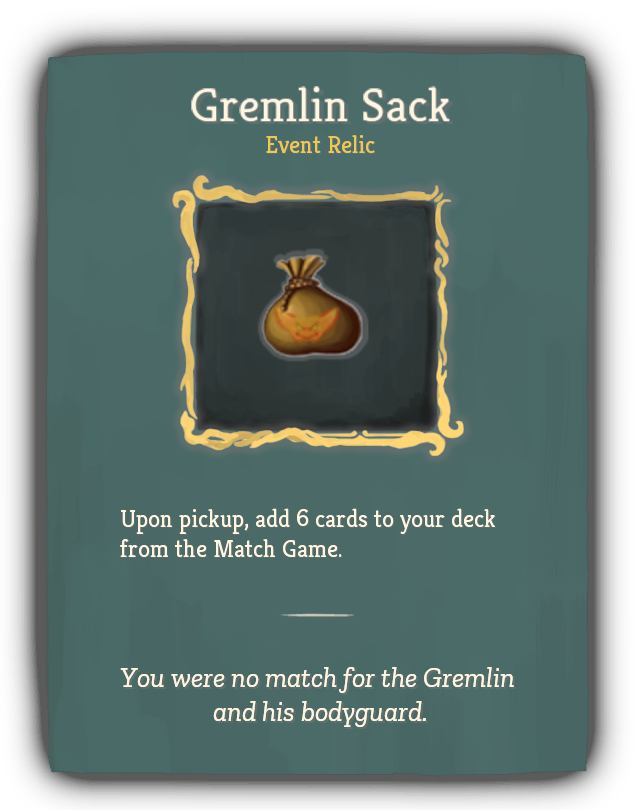 Gremlin Sack
Event Relic
Upon pickup, add 6 cards to your deck
from the Match Game.
You were no match for the Gremlin
and his bodyguard.